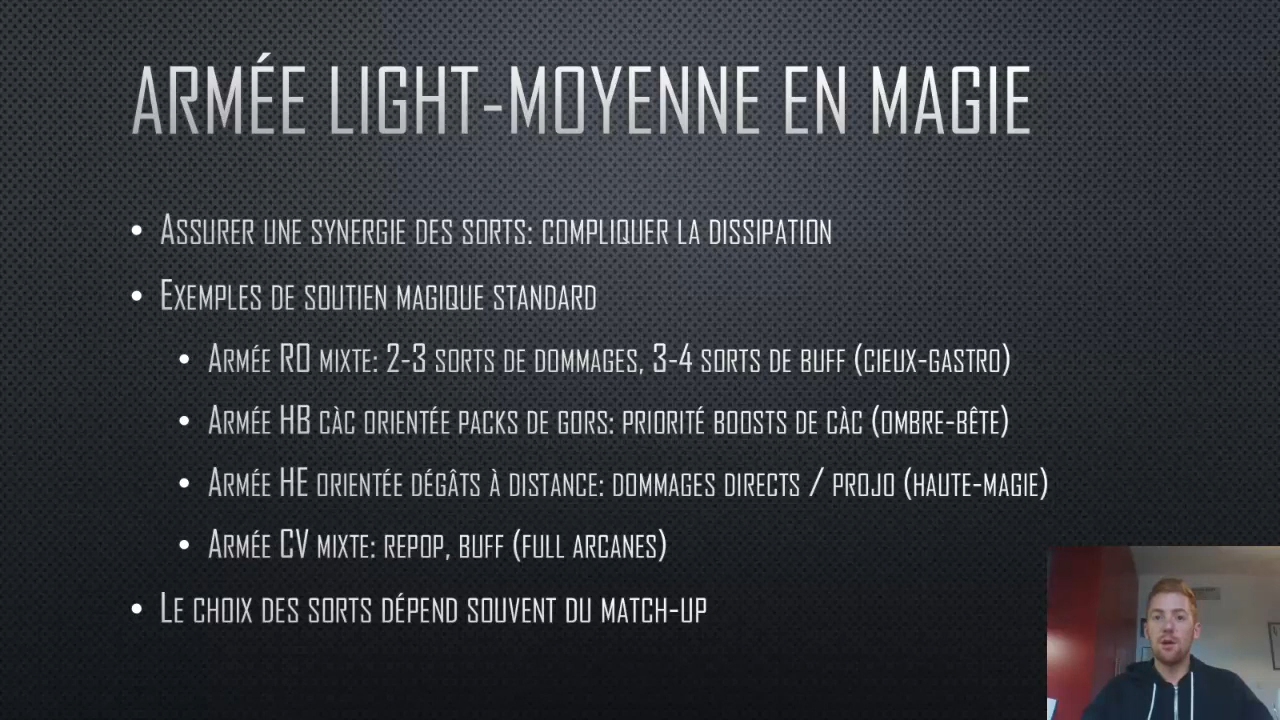 ARMÉE LIGHT-MOYENNE EN MAGIE
• ASSURER UNE SYNERGIE DES SORTS: COMPLIQUER LA DISSIPATION
• EXEMPLES DE SOUTIEN MAGIQUE STANDARD
• ARMÉE RO MIXTE: 2-3 SORTS DE DOMMAGES, 3-4 SORTS DE BUFF (CIEUX-GASTRO)
• ARMÉE HB CÀC ORIENTÉE PACKS DE GORS: PRIORITÉ BOOSTS DE CÀC (OMBRE-BÊTE)
• ARMÉE HE ORIENTÉE DÉGÂTS À DISTANCE: DOMMAGES DIRECTS / PROJO (HAUTE-MAGIE)
• ARMÉE CV MIXTE: REPOP, BUFF (FULL ARCANES)
• LE CHOIX DES SORTS DÉPEND SOUVENT DU MATCH-UP